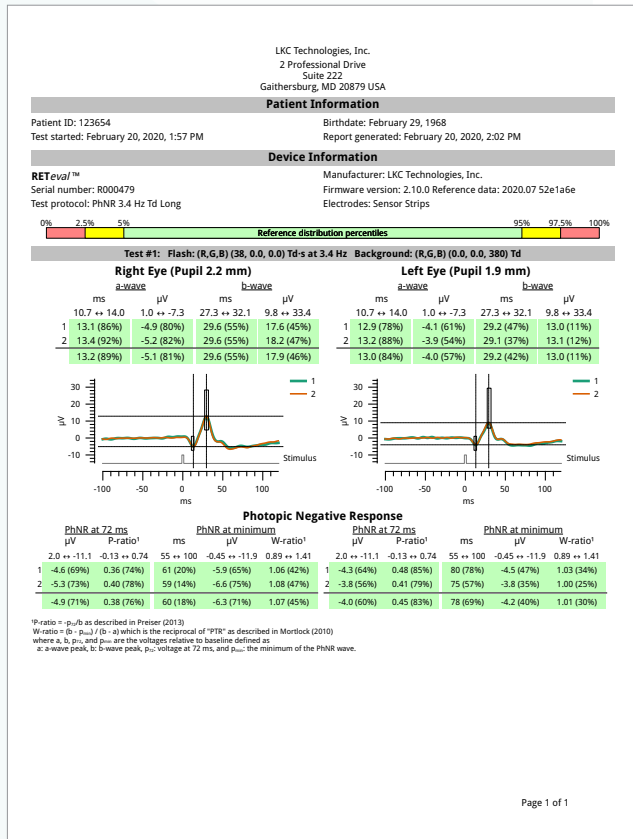 LKC Technologies, Inc.
2 Professional Drive
Suite 222
Gaithersburg, MD 20879 USA
Patient Information
Patient ID: 123654 Birthdate: February 29, 1968
Test started: February 20, 2020, 1:57 PM Report generated: February 20, 2020, 2:02 PM
Device Information
RETeval ™ Manufacturer: LKC Technologies, Inc.
Serial number: R000479 Firmware version: 2.10.0 Reference data: 2020.07 52e1a6e
Test protocol: PhNR 3.4 Hz Td Long Electrodes: Sensor Strips
0% 2.5% 5% 95% 97.5% 100%
Reference distribution percentiles
Test #1: Flash: (R,G,B) (38, 0.0, 0.0) Td·s at 3.4 Hz Background: (R,G,B) (0.0, 0.0, 380) Td
Right Eye (Pupil 2.2 mm) Left Eye (Pupil 1.9 mm)
a-wave b-wave a-wave b-wave
ms µV ms µV ms µV ms µV
10.7 ↔ 14.0 1.0 ↔ -7.3 27.3 ↔ 32.1 9.8 ↔ 33.4 10.7 ↔ 14.0 1.0 ↔ -7.3 27.3 ↔ 32.1 9.8 ↔ 33.4
1 13.1 (86%) -4.9 (80%) 29.6 (55%) 17.6 (45%) 1 12.9 (78%) -4.1 (61%) 29.2 (47%) 13.0 (11%)
2 13.4 (92%) -5.2 (82%) 29.6 (55%) 18.2 (47%) 2 13.2 (88%) -3.9 (54%) 29.1 (37%) 13.1 (12%)
13.2 (89%) -5.1 (81%) 29.6 (55%) 17.9 (46%) 13.0 (84%) -4.0 (57%) 29.2 (42%) 13.0 (11%)
30 1 30 1
20 2 20 2
µV 10 µV 10
0 0
-10 Stimulus -10 Stimulus
-100 -50 0 50 100 -100 -50 0 50 100
ms ms
Photopic Negative Response
PhNR at 72 ms PhNR at minimum PhNR at 72 ms PhNR at minimum
µV P-ratio¹ ms µV W-ratio¹ µV P-ratio¹ ms µV W-ratio¹
2.0 ↔ -11.1 -0.13 ↔ 0.74 55 ↔ 100 -0.45 ↔ -11.9 0.89 ↔ 1.41 2.0 ↔ -11.1 -0.13 ↔ 0.74 55 ↔ 100 -0.45 ↔ -11.9 0.89 ↔ 1.41
1 -4.6 (69%) 0.36 (74%) 61 (20%) -5.9 (65%) 1.06 (42%) 1 -4.3 (64%) 0.48 (85%) 80 (78%) -4.5 (47%) 1.03 (34%)
2 -5.3 (73%) 0.40 (78%) 59 (14%) -6.6 (75%) 1.08 (47%) 2 -3.8 (56%) 0.41 (79%) 75 (57%) -3.8 (35%) 1.00 (25%)
-4.9 (71%) 0.38 (76%) 60 (18%) -6.3 (71%) 1.07 (45%) -4.0 (60%) 0.45 (83%) 78 (69%) -4.2 (40%) 1.01 (30%)
¹P-ratio = -p₇₂/b as described in Preiser (2013)
W-ratio = (b - pₘᵢₙ) / (b - a) which is the reciprocal of "PTR" as described in Mortlock (2010)
where a, b, p₇₂, and pₘᵢₙ are the voltages relative to baseline defined as
a: a-wave peak, b: b-wave peak, p₇₂: voltage at 72 ms, and pₘᵢₙ: the minimum of the PhNR wave.
Page 1 of 1